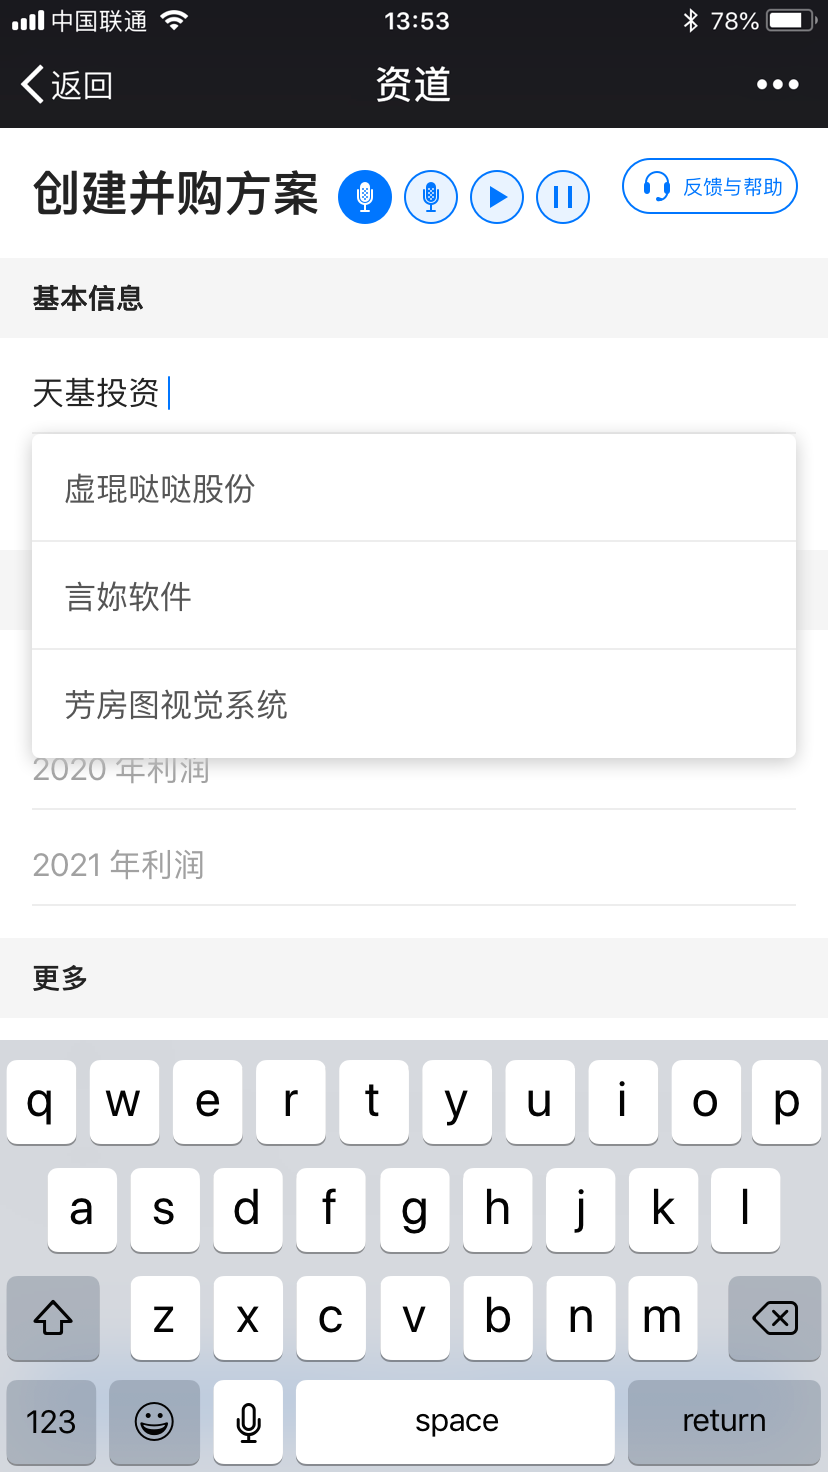 中国联通 13:53 78%
返回 资道
创建并购方案 反馈与帮助
基本信息
天基投资
虚琨哒哒股份
言妳软件
芳房图视觉系统
2020 年利润
2021 年利润
更多
q w e r t y u i o p
a s d f g h j k l
z x c v b n m
123 space return